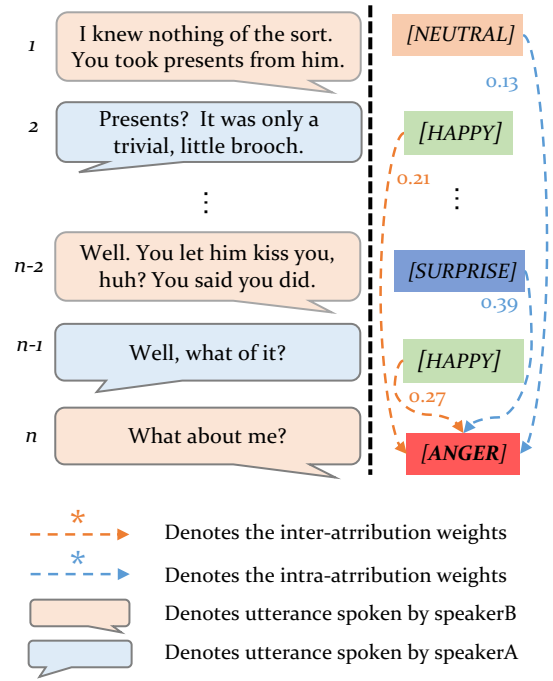 1
I knew nothing of the sort.
You took presents from him.
[NEUTRAL]
0.13
2
Presents? It was only a
trivial, little brooch.
[HAPPY]
0.21
⋮
⋮
n-2
Well. You let him kiss you,
huh? You said you did.
[SURPRISE]
0.39
n-1
Well, what of it?
[HAPPY]
0.27
n
What about me?
[ANGER]
* Denotes the inter-atrribution weights
* Denotes the intra-atrribution weights
Denotes utterance spoken by speakerB
Denotes utterance spoken by speakerA